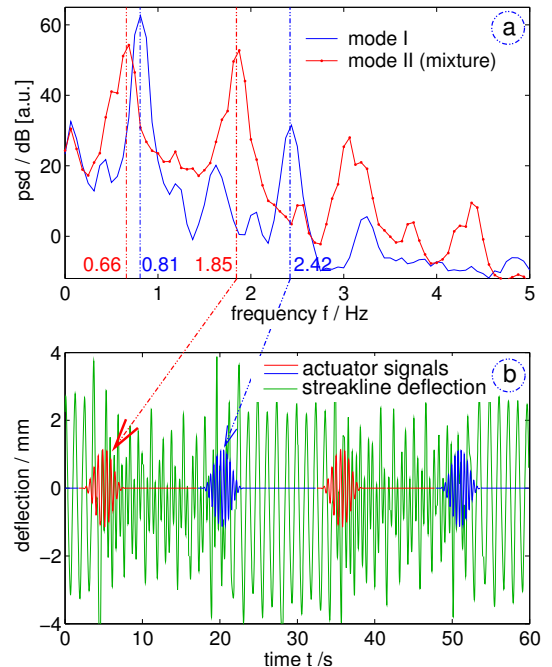 a
mode I
mode II (mixture)
psd / dB [a.u.]
60
40
20
0
0.66
0.81
1.85
2.42
0
1
2
3
4
5
frequency f / Hz
b
actuator signals
streakline deflection
deflection / mm
4
2
0
−2
−4
0
10
20
30
40
50
60
time t /s